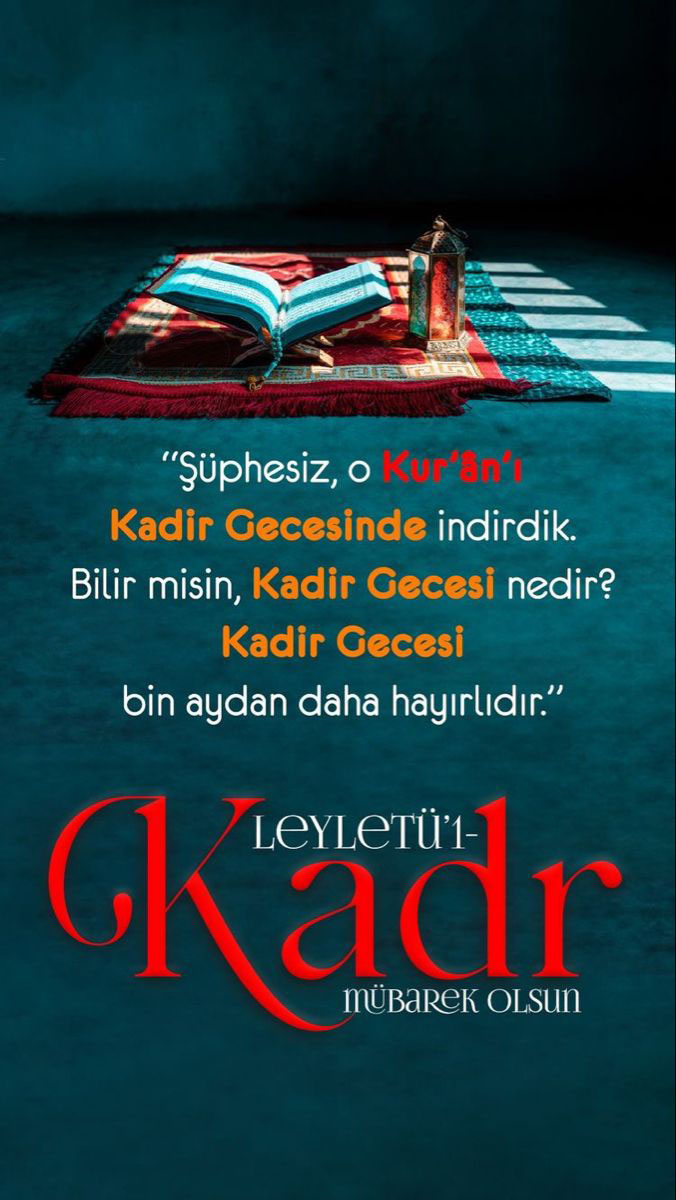 “Şüphesiz, o Kur’ân’ı
Kadir Gecesinde indirdik.
Bilir misin, Kadir Gecesi nedir?
Kadir Gecesi
bin aydan daha hayırlıdır.”
LEYLETÜ’l-
Kadr
MÜBAREK OLSUN